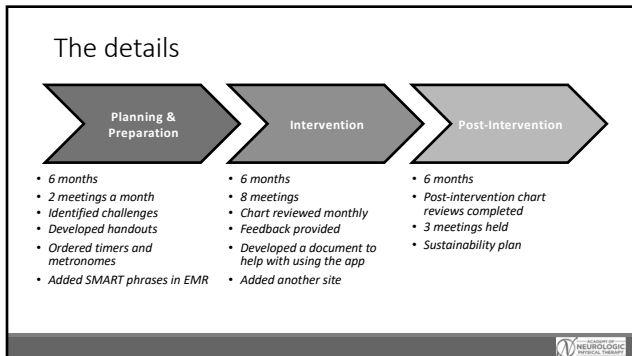 The details
Planning &
Preparation
Intervention
Post-Intervention
• 6 months
• 2 meetings a month
• Identified challenges
• Developed handouts
• Ordered timers and
metronomes
• Added SMART phrases in EMR
• 6 months
• 8 meetings
• Chart reviewed monthly
• Feedback provided
• Developed a document to
help with using the app
• Added another site
• 6 months
• Post-intervention chart
reviews completed
• 3 meetings held
• Sustainability plan
ACADEMY OF
NEUROLOGIC
PHYSICAL THERAPY